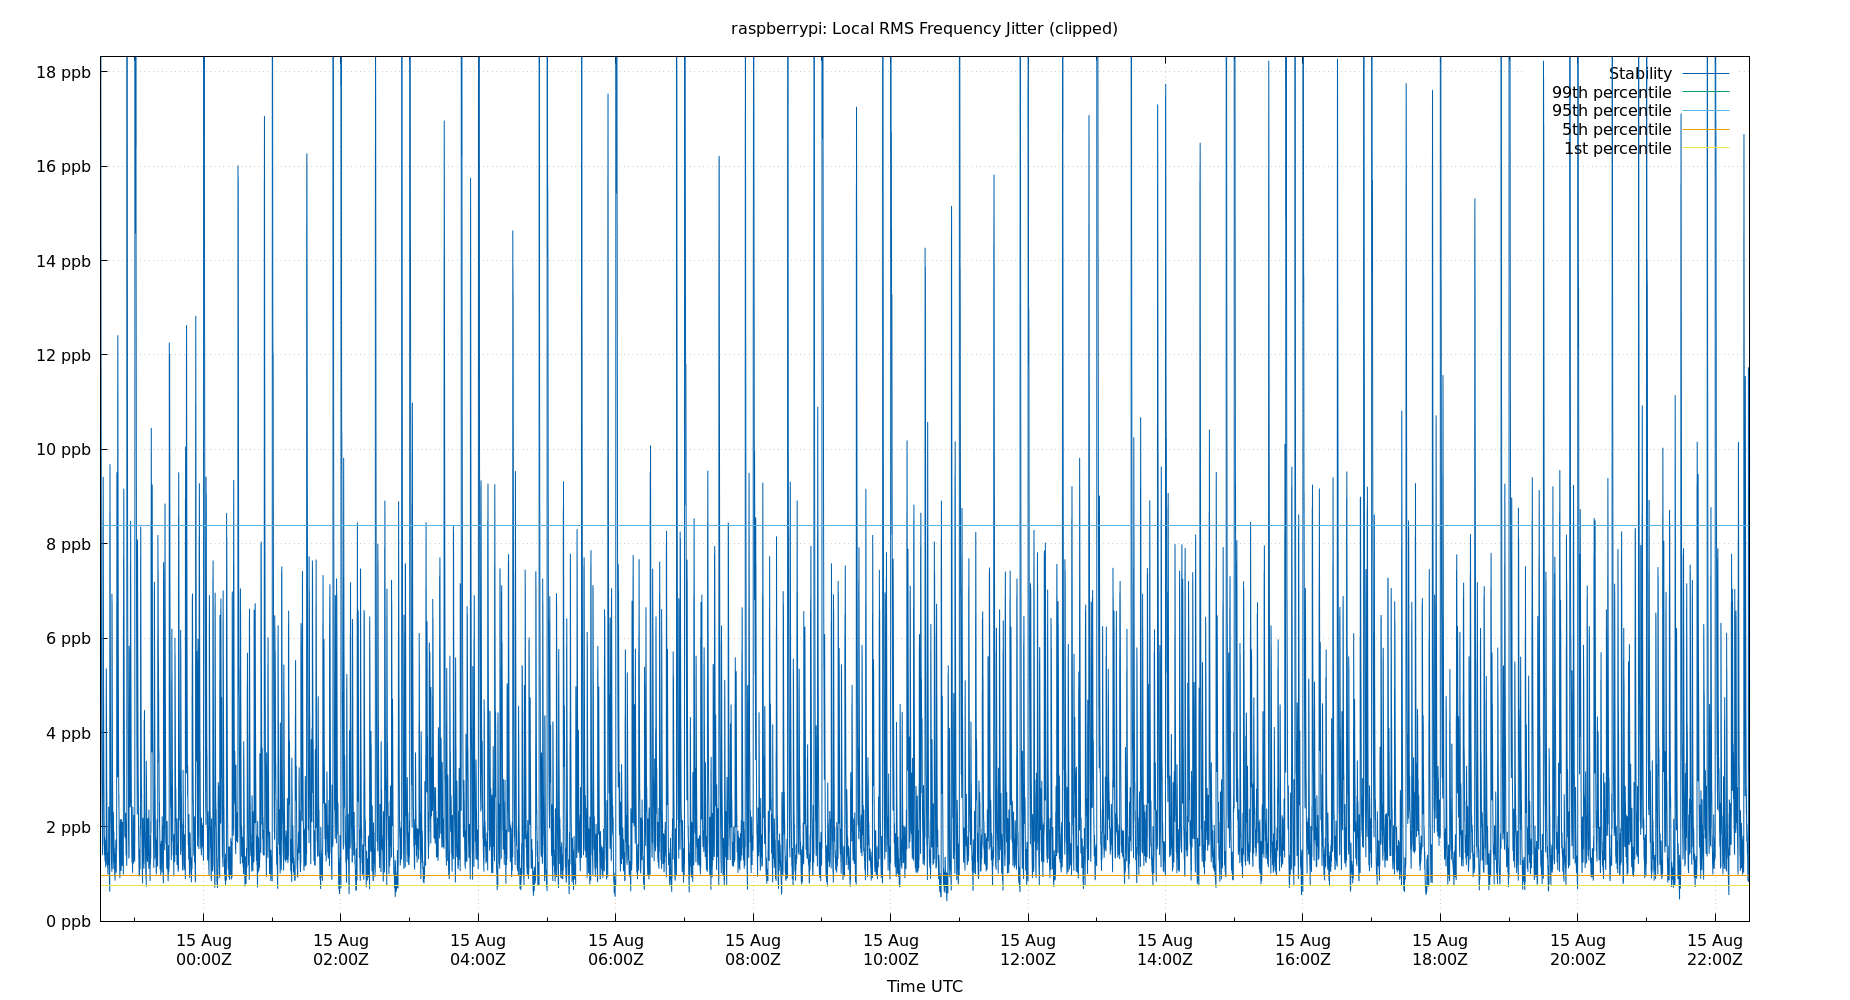 raspberrypi: Local RMS Frequency Jitter (clipped)
18 ppb
16 ppb
14 ppb
12 ppb
10 ppb
8 ppb
6 ppb
4 ppb
2 ppb
0 ppb
Stability
99th percentile
95th percentile
5th percentile
1st percentile
15 Aug 15 Aug 15 Aug 15 Aug 15 Aug 15 Aug 15 Aug 15 Aug 15 Aug 15 Aug 15 Aug 15 Aug
00:00Z 02:00Z 04:00Z 06:00Z 08:00Z 10:00Z 12:00Z 14:00Z 16:00Z 18:00Z 20:00Z 22:00Z
Time UTC